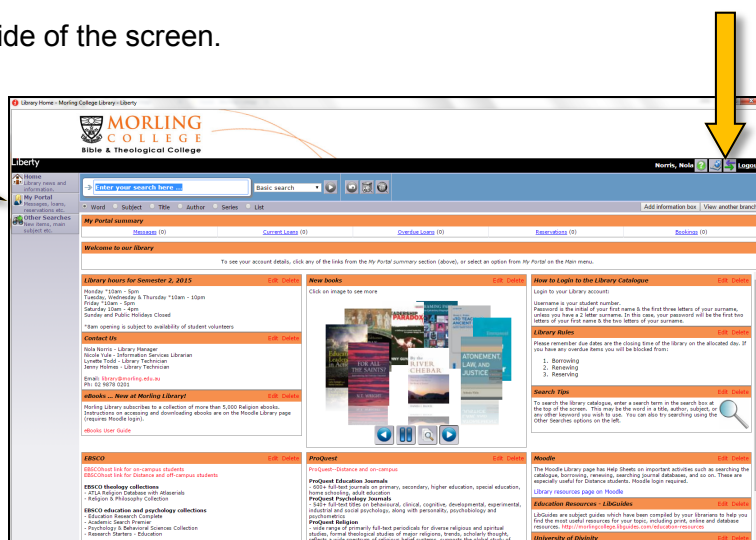 ide of the screen.
Library Home - Morling College Library - Liberty
MORLING
COLLEGE
Bible & Theological College
Liberty
Norris, Nola ? Logou
Home
Library news and
information.
My Portal
Messages, loans,
reservations etc.
Other Searches
New items, main
subject etc.
Enter your search here ...
Basic search
Word Subject Title Author Series List
Add information box View another branch
My Portal summary
Messages (0) Current Loans (0) Overdue Loans (0) Reservations (0) Bookings (0)
Welcome to our library
To see your account details, click any of the links from the My Portal summary section (above), or select an option from My Portal on the Main menu.
Library hours for Semester 2, 2015 Edit Delete
Monday *10am - 5pm
Tuesday, Wednesday & Thursday *10am - 10pm
Friday *10am - 5pm
Saturday 10am - 4pm
Sunday and Public Holidays Closed
*8am opening is subject to availability of student volunteers
Contact Us Edit Delete
Nola Norris - Library Manager
Nicole Yule - Information Services Librarian
Lynette Todd - Library Technician
Jenny Holmes - Library Technician
Email: library@morling.edu.au
Ph: 02 9878 0201
eBooks ... New at Morling Library! Edit Delete
Morling Library subscribes to a collection of more than 5,000 Religion ebooks.
Instructions on accessing and downloading ebooks are on the Moodle Library page
(requires Moodle login).
eBooks User Guide
EBSCO Edit Delete
EBSCOhost link for on-campus students
EBSCOhost link for Distance and off-campus students
EBSCO theology collections
- ATLA Religion Database with Atlaserials
- Religion & Philosophy Collection
EBSCO education and psychology collections
- Education Research Complete
- Academic Search Premier
- Psychology & Behavioral Sciences Collection
- Research Starters - Education
New books Edit Delete
Click on image to see more
LEADERSHIP
PARADOX
FOR ALL
THE SAINTS?
By the
RIVER
CHEBAR
ATONEMENT,
LAW, AND
JUSTICE
ProQuest Edit Delete
ProQuest--Distance and on-campus
ProQuest Education Journals
- 600+ full-text journals on primary, secondary, higher education, special education,
home schooling, adult education
ProQuest Psychology Journals
- 540+ full-text titles on behavioural, clinical, cognitive, developmental, experimental,
industrial and social psychology, along with personality, psychobiology and
psychometrics
ProQuest Religion
- wide range of primarily full-text periodicals for diverse religious and spiritual
studies, formal theological studies of major religions, trends, scholarly thought,
How to Login to the Library Catalogue Edit Delete
Login to your Library account:
Username is your student number.
Password is the initial of your first name & the first three letters of your surname,
unless you have a 2 letter surname. In this case, your password will be the first two
letters of your first name & the two letters of your surname.
Library Rules Edit Delete
Please remember due dates are the closing time of the library on the allocated day. If
you have any overdue items you will be blocked from:
1. Borrowing
2. Renewing
3. Reserving
Search Tips Edit Delete
To search the library catalogue, enter a search term in the search box at
the top of the screen. This may be the word in a title, author, subject, or
any other keyword you wish to use. You can also try searching using the
Other Searches options on the left.
Moodle Edit Delete
The Moodle Library page has Help Sheets on important activities such as searching the
catalogue, borrowing, renewing, searching journal databases, and so on. These are
especially useful for Distance students. Moodle login required.
Library resources page on Moodle
Education Resources - LibGuides Edit Delete
LibGuides are subject guides which have been compiled by your librarians to help you
find the most useful resources for your topic, including print, online and database
resources. http://morlingcollege.libguides.com/education-resources
University of Divinity Edit Delete